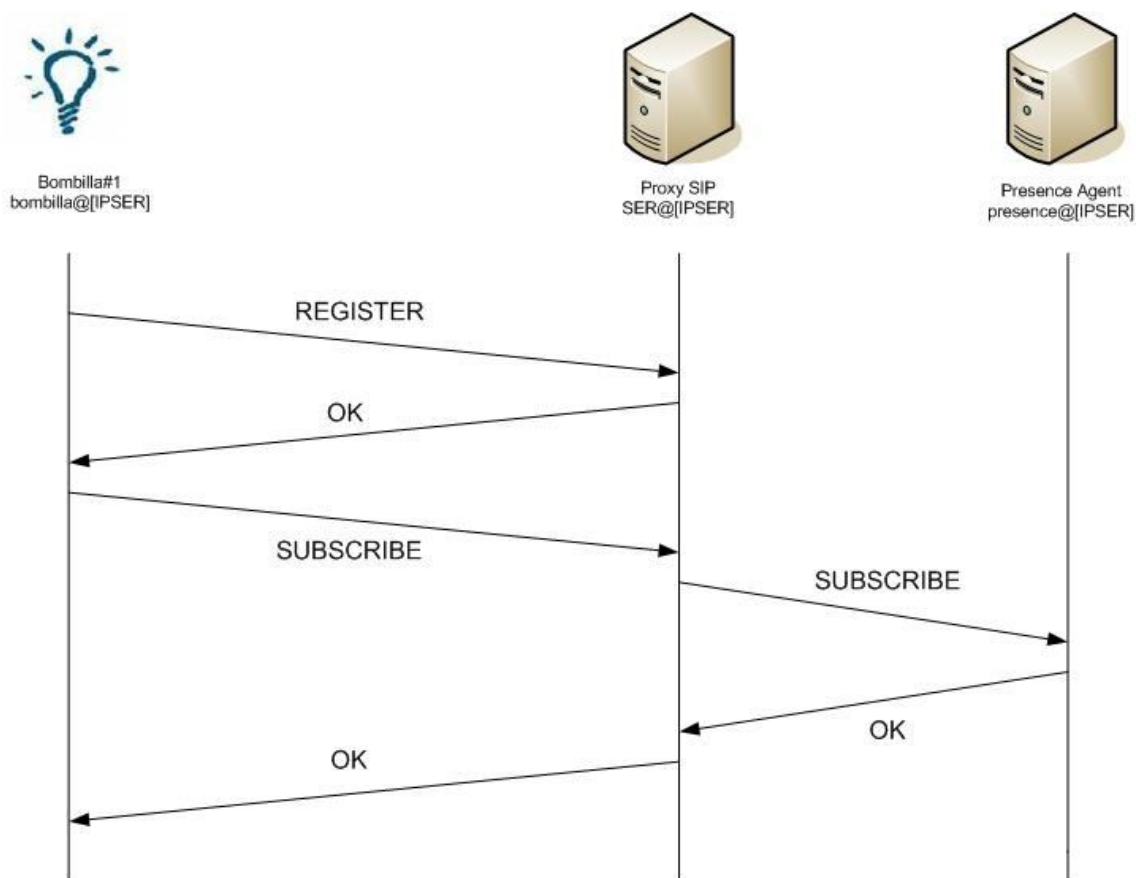 Bombilla#1
bombilla@[IPSER]
Proxy SIP
SER@[IPSER]
Presence Agent
presence@[IPSER]
REGISTER
OK
SUBSCRIBE
SUBSCRIBE
OK
OK